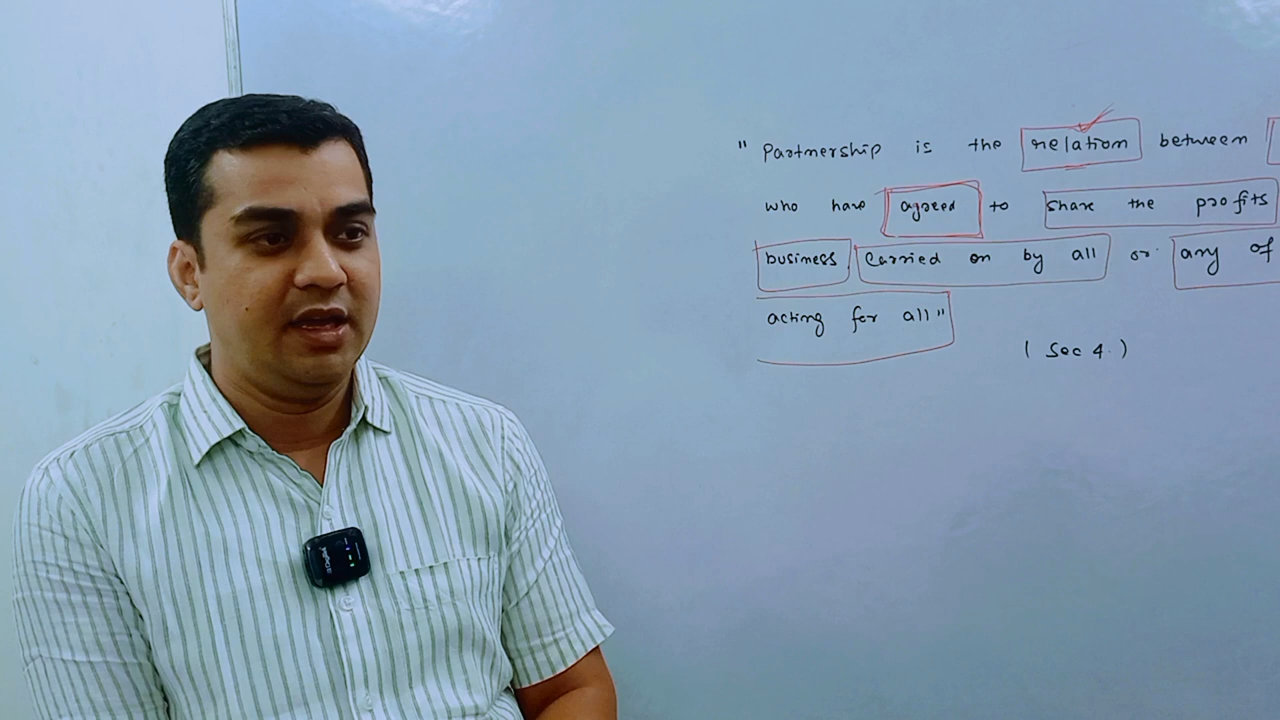 " Partnership is the relation between
who have agreed to share the profits
business carried on by all or any of
acting for all"
( Sec 4 )